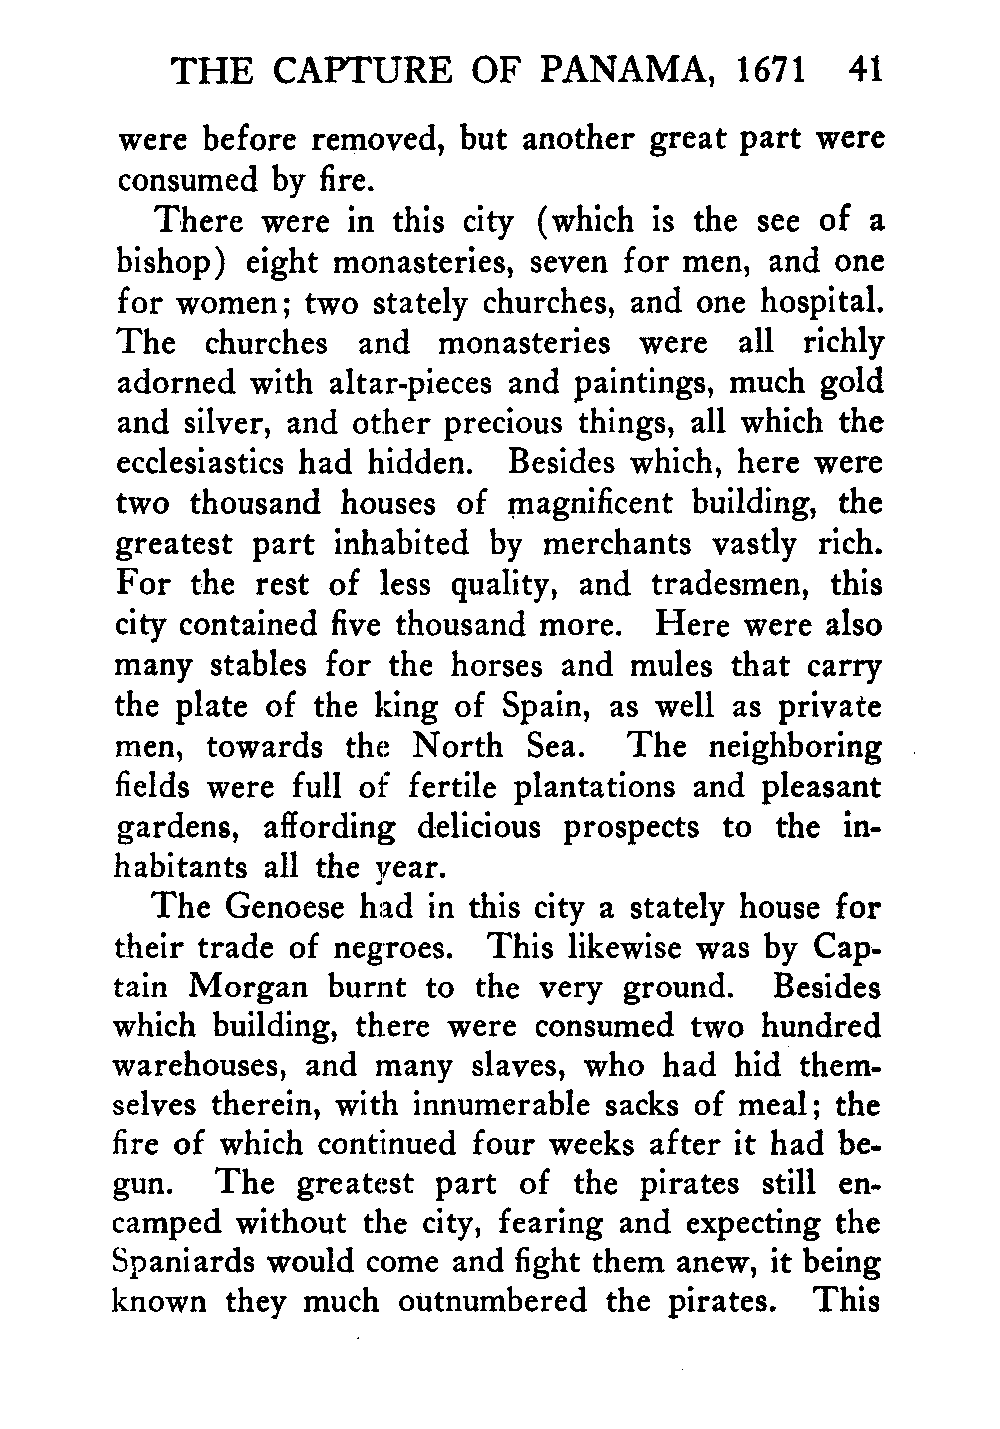 THE CAPTURE OF PANAMA, 1671 41
were before removed, but another great part were
consumed by fire.
There were in this city (which is the see of a
bishop) eight monasteries, seven for men, and one
for women; two stately churches, and one hospital.
The churches and monasteries were all richly
adorned with altar-pieces and paintings, much gold
and silver, and other precious things, all which the
ecclesiastics had hidden. Besides which, here were
two thousand houses of magnificent building, the
greatest part inhabited by merchants vastly rich.
For the rest of less quality, and tradesmen, this
city contained five thousand more. Here were also
many stables for the horses and mules that carry
the plate of the king of Spain, as well as private
men, towards the North Sea. The neighboring
fields were full of fertile plantations and pleasant
gardens, affording delicious prospects to the in-
habitants all the year.
The Genoese had in this city a stately house for
their trade of negroes. This likewise was by Cap-
tain Morgan burnt to the very ground. Besides
which building, there were consumed two hundred
warehouses, and many slaves, who had hid them-
selves therein, with innumerable sacks of meal; the
fire of which continued four weeks after it had be-
gun. The greatest part of the pirates still en-
camped without the city, fearing and expecting the
Spaniards would come and fight them anew, it being
known they much outnumbered the pirates. This